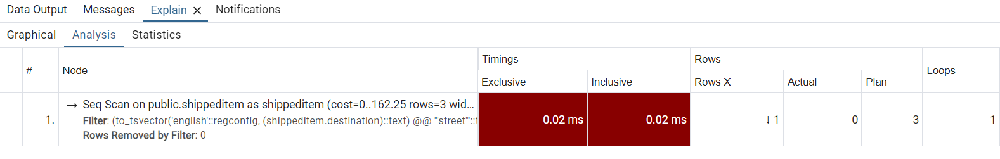 Data Output Messages Explain Notifications
Graphical Analysis Statistics
# Node Timings Rows Loops
Exclusive Inclusive Rows X Actual Plan
1. → Seq Scan on public.shippeditem as shippeditem (cost=0..162.25 rows=3 wid... 0.02 ms 0.02 ms ↓ 1 0 3 1
Filter: (to_tsvector('english'::regconfig, (shippeditem.destination)::text) @@ '''street'''::t
Rows Removed by Filter: 0